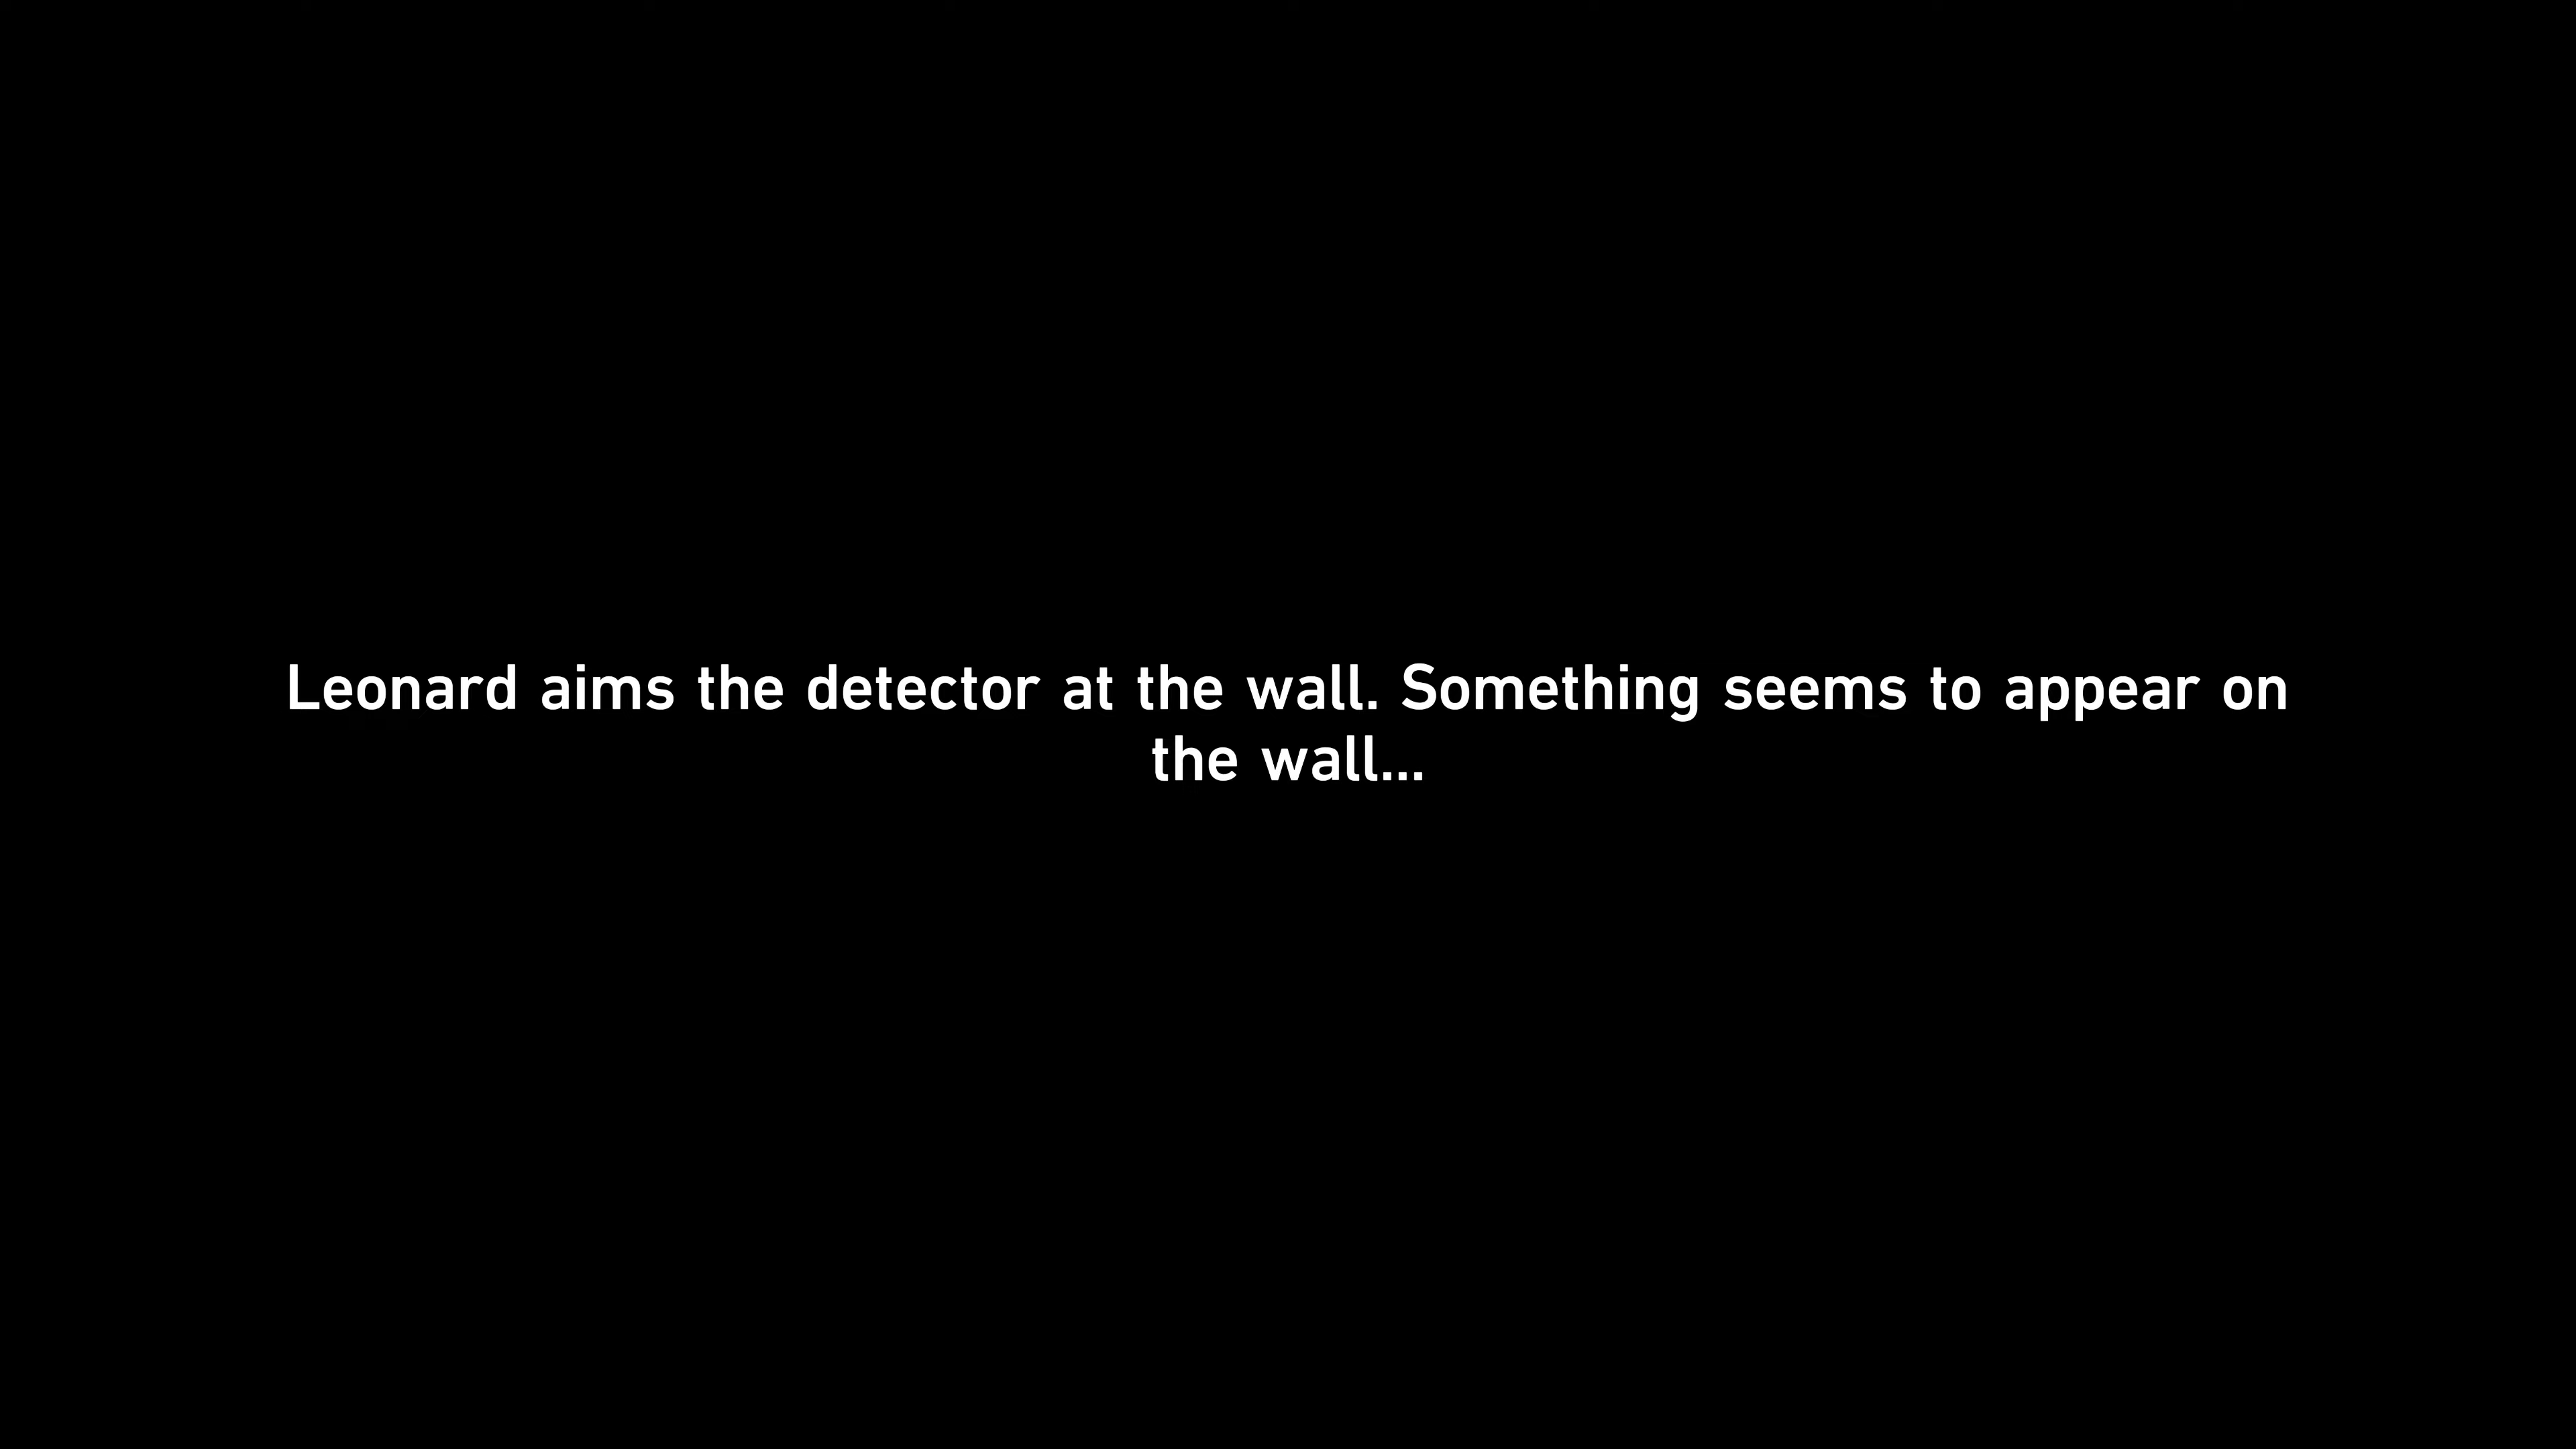 Leonard aims the detector at the wall. Something seems to appear on
the wall...